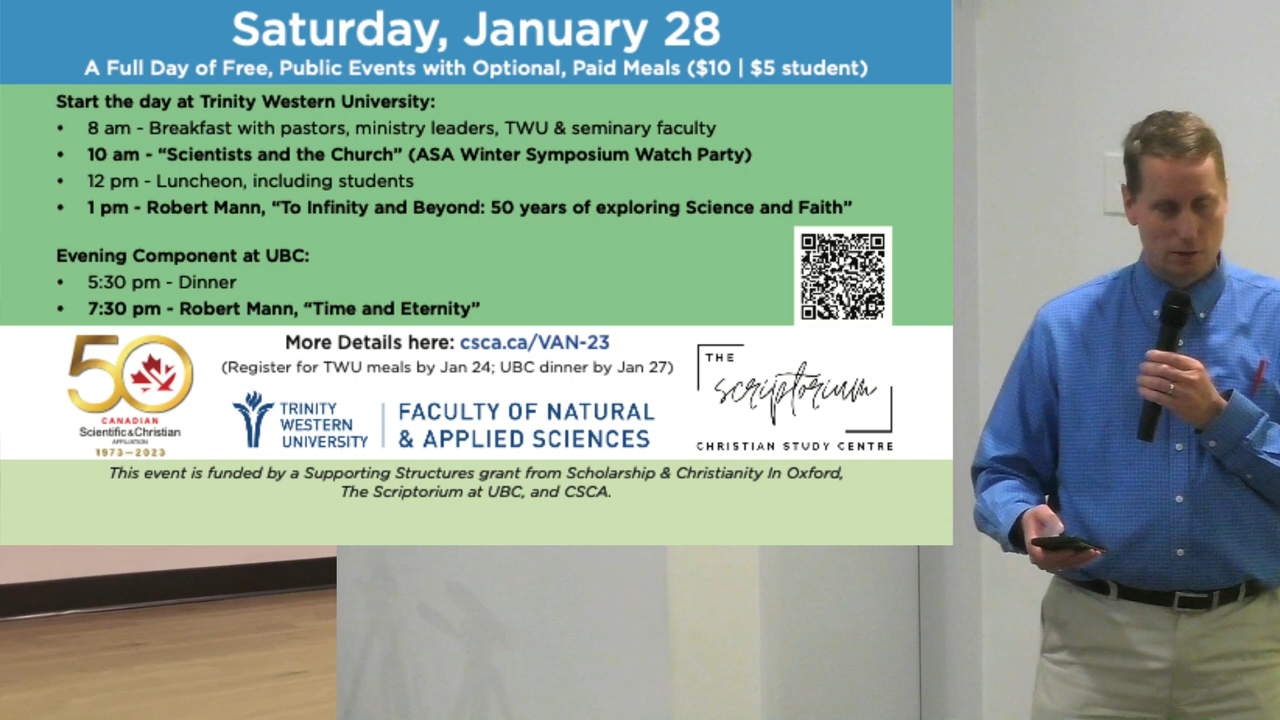 Saturday, January 28
A Full Day of Free, Public Events with Optional, Paid Meals ($10 | $5 student)
Start the day at Trinity Western University:
• 8 am - Breakfast with pastors, ministry leaders, TWU & seminary faculty
• 10 am - “Scientists and the Church” (ASA Winter Symposium Watch Party)
• 12 pm - Luncheon, including students
• 1 pm - Robert Mann, “To Infinity and Beyond: 50 years of exploring Science and Faith”
Evening Component at UBC:
• 5:30 pm - Dinner
• 7:30 pm - Robert Mann, “Time and Eternity”
More Details here: csca.ca/VAN-23
(Register for TWU meals by Jan 24; UBC dinner by Jan 27)
50
CANADIAN
Scientific & Christian
AFFILIATION
1973–2023
TRINITY
WESTERN
UNIVERSITY
FACULTY OF NATURAL
& APPLIED SCIENCES
THE
scriptorium
CHRISTIAN STUDY CENTRE
This event is funded by a Supporting Structures grant from Scholarship & Christianity In Oxford,
The Scriptorium at UBC, and CSCA.